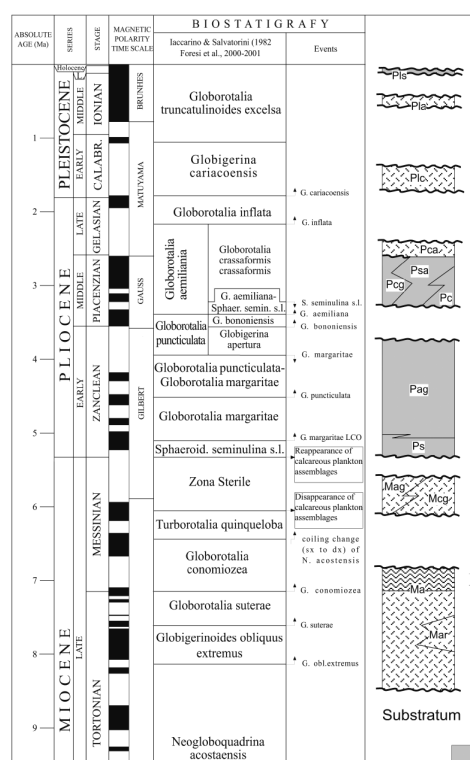 BIOSTATIGRAFY
ABSOLUTE
AGE (Ma)
SERIES
STAGE
MAGNETIC
POLARITY
TIME SCALE
Iaccarino & Salvatorini (1982
Foresi et al., 2000-2001
Events
Holocene
L.
PLEISTOCENE
MIDDLE
EARLY
IONIAN
CALABR.
BRUNHES
MATUYAMA
Globorotalia
truncatulinoides excelsa
Globigerina
cariacoensis
G. cariacoensis
Pls
Pla
Plc
1
2
3
4
5
6
7
8
9
PLIOCENE
LATE
MIDDLE
EARLY
GELASIAN
PIACENZIAN
ZANCLEAN
GAUSS
GILBERT
Globorotalia inflata
G. inflata
Globorotalia
aemiliania
Globorotalia
crassaformis
crassaformis
G. aemiliana-
Sphaer. semin. s.l.
S. seminulina s.l.
G. aemiliana
Globorotalia
puncticulata
G. bononiensis
G. bononiensis
Globigerina
apertura
G. margaritae
Globorotalia puncticulata-
Globorotalia margaritae
G. puncticulata
Globorotalia margaritae
G. margaritae LCO
Sphaeroid. seminulina s.l.
Reappearance of
calcareous plankton
assemblages
Pca
Psa
Pcg
Pc
Pag
Ps
MIOCENE
LATE
MESSINIAN
TORTONIAN
Zona Sterile
Disappearance of
calcareous plankton
assemblages
Turborotalia quinqueloba
coiling change
(sx to dx) of
N. acostensis
Globorotalia
conomiozea
G. conomiozea
Globorotalia suterae
G. suterae
Globigerinoides obliquus
extremus
G. obl.extremus
Neogloboquadrina
acostaensis
Mag
Mcg
Ma
Mar
Substratum